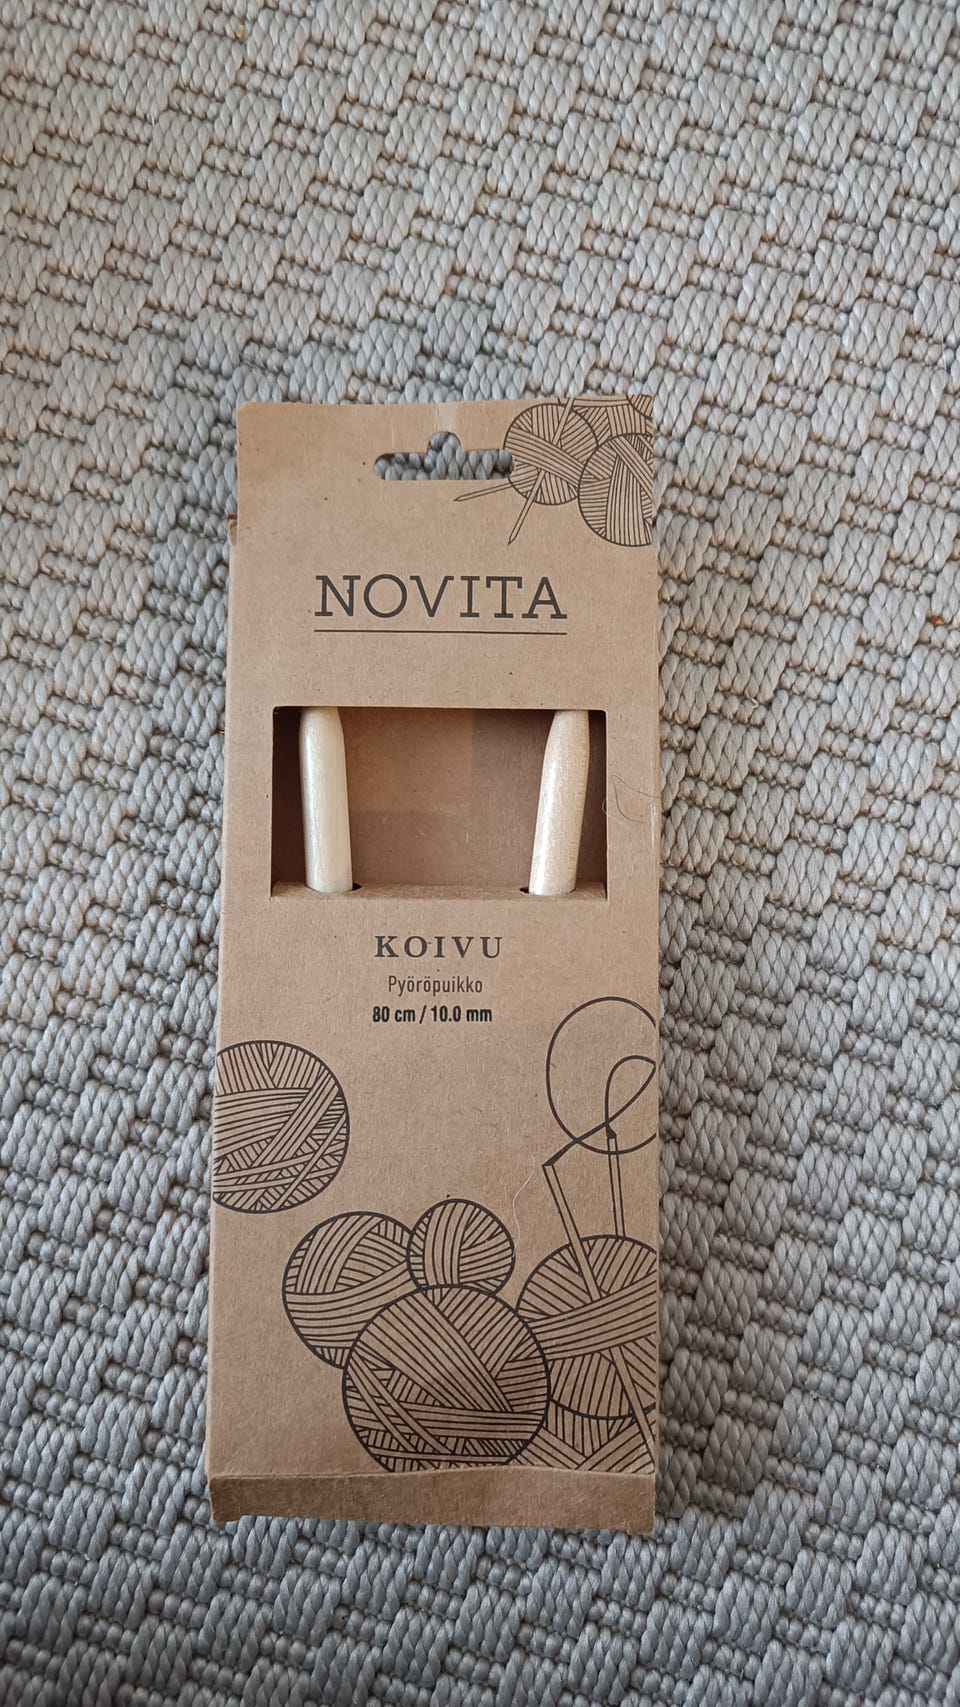 NOVITA
KOIVU
Pyöröpuikko
80 cm / 10.0 mm